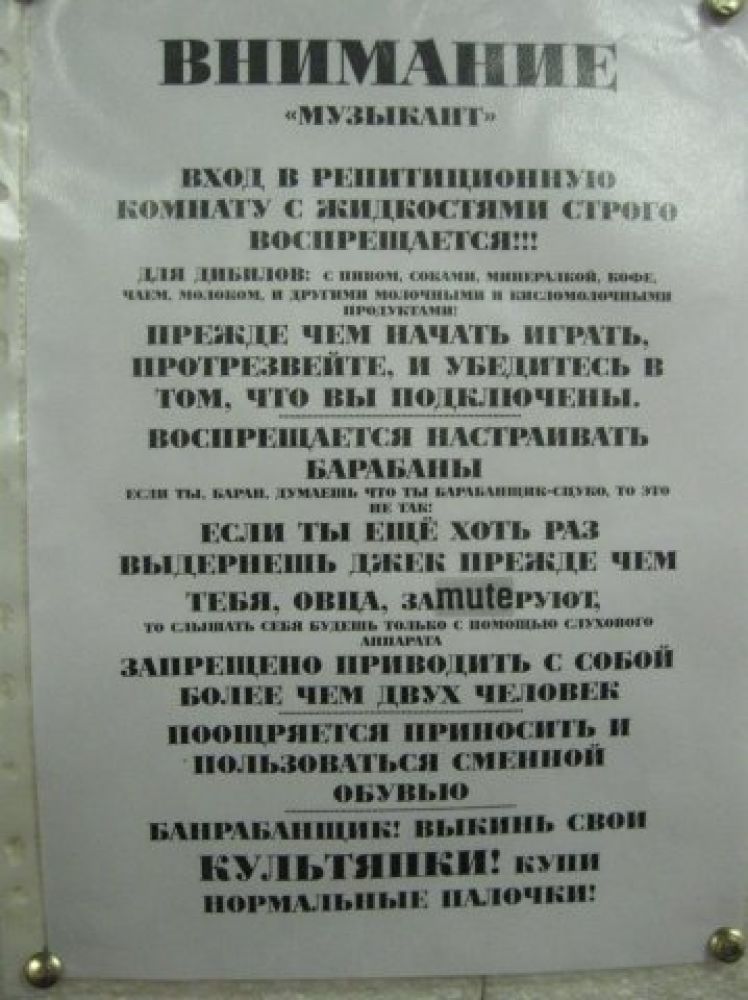 ВНИМАНИЕ
«МУЗЫКАНТ»
ВХОД В РЕПИТИЦИОННУЮ
КОМНАТУ С ЖИДКОСТЯМИ СТРОГО
ВОСПРЕЩАЕТСЯ!!!
ДЛЯ ДИБИЛОВ: С ПИВОМ, СОКАМИ, МИНЕРАЛКОЙ, КОФЕ,
ЧАЕМ, МОЛОКОМ, И ДРУГИМИ МОЛОЧНЫМИ И КИСЛОМОЛОЧНЫМИ
ПРОДУКТАМИ!
ПРЕЖДЕ ЧЕМ НАЧАТЬ ИГРАТЬ,
ПРОТРЕЗВЕЙТЕ, И УБЕДИТЕСЬ В
ТОМ, ЧТО ВЫ ПОДКЛЮЧЕНЫ.
ВОСПРЕЩАЕТСЯ НАСТРАИВАТЬ
БАРАБАНЫ
ЕСЛИ ТЫ, БАРАН, ДУМАЕШЬ ЧТО ТЫ БАРАБАНЩИК-СЦУКО, ТО ЭТО
НЕ ТАК!
ЕСЛИ ТЫ ЕЩЁ ХОТЬ РАЗ
ВЫДЕРНЕШЬ ДЖЕК ПРЕЖДЕ ЧЕМ
ТЕБЯ, ОВЦА, ЗАmuteРУЮТ,
ТО СЛЫШАТЬ СЕБЯ БУДЕШЬ ТОЛЬКО С ПОМОЩЬЮ СЛУХОВОГО
АППАРАТА
ЗАПРЕЩЕНО ПРИВОДИТЬ С СОБОЙ
БОЛЕЕ ЧЕМ ДВУХ ЧЕЛОВЕК
ПООЩРЯЕТСЯ ПРИНОСИТЬ И
ПОЛЬЗОВАТЬСЯ СМЕННОЙ
ОБУВЬЮ
БАНРАБАНЩИК! ВЫКИНЬ СВОИ
КУЛЬТЯПКИ! КУПИ
НОРМАЛЬНЫЕ ПАЛОЧКИ!